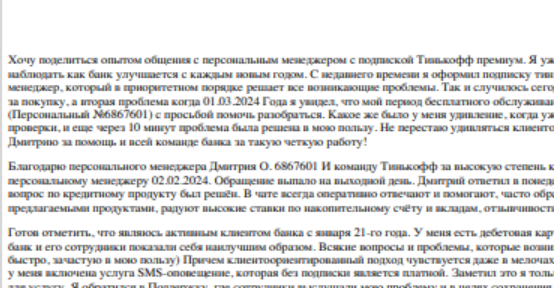 Хочу поделиться опытом общения с персональным менеджером с подпиской Тинькофф премиум. Я уж
наблюдать как банк улучшается с каждым новым годом. С недавнего времени я оформил подписку тин
менеджер, который в приоритетном порядке решает все возникающие проблемы. Так и случилось сего
за покупку, а вторая проблема когда 01.03.2024 Года я увидел, что мой период бесплатного обслужива
(Персональный №6867601) с просьбой помочь разобраться. Какое же было у меня удивление, когда уж
проверки, и еще через 10 минут проблема была решена в мою пользу. Не перестаю удивляться клиенто
Дмитрию за помощь и всей команде банка за такую четкую работу!
Благодарю персонального менеджера Дмитрия О. 6867601 И команду Тинькофф за высокую степень к
персональному менеджеру 02.02.2024. Обращение выпало на выходной день. Дмитрий ответил в понед
вопрос по кредитному продукту был решён. В чате всегда оперативно отвечают и помогают, часто обра
предлагаемыми продуктами, радуют высокие ставки по накопительному счёту и вкладам, отзывчивость
Готов отметить, что являюсь активным клиентом банка с января 21-го года. У меня есть дебетовая кар
банк и его сотрудники показали себя наилучшим образом. Всякие вопросы и проблемы, которые возни
быстро, зачастую в мою пользу) Причем клиентоориентированный подход чувствуется даже в мелочах
у меня включена услуга SMS-оповещение, которая без подписки является платной. Заметил это я тольк